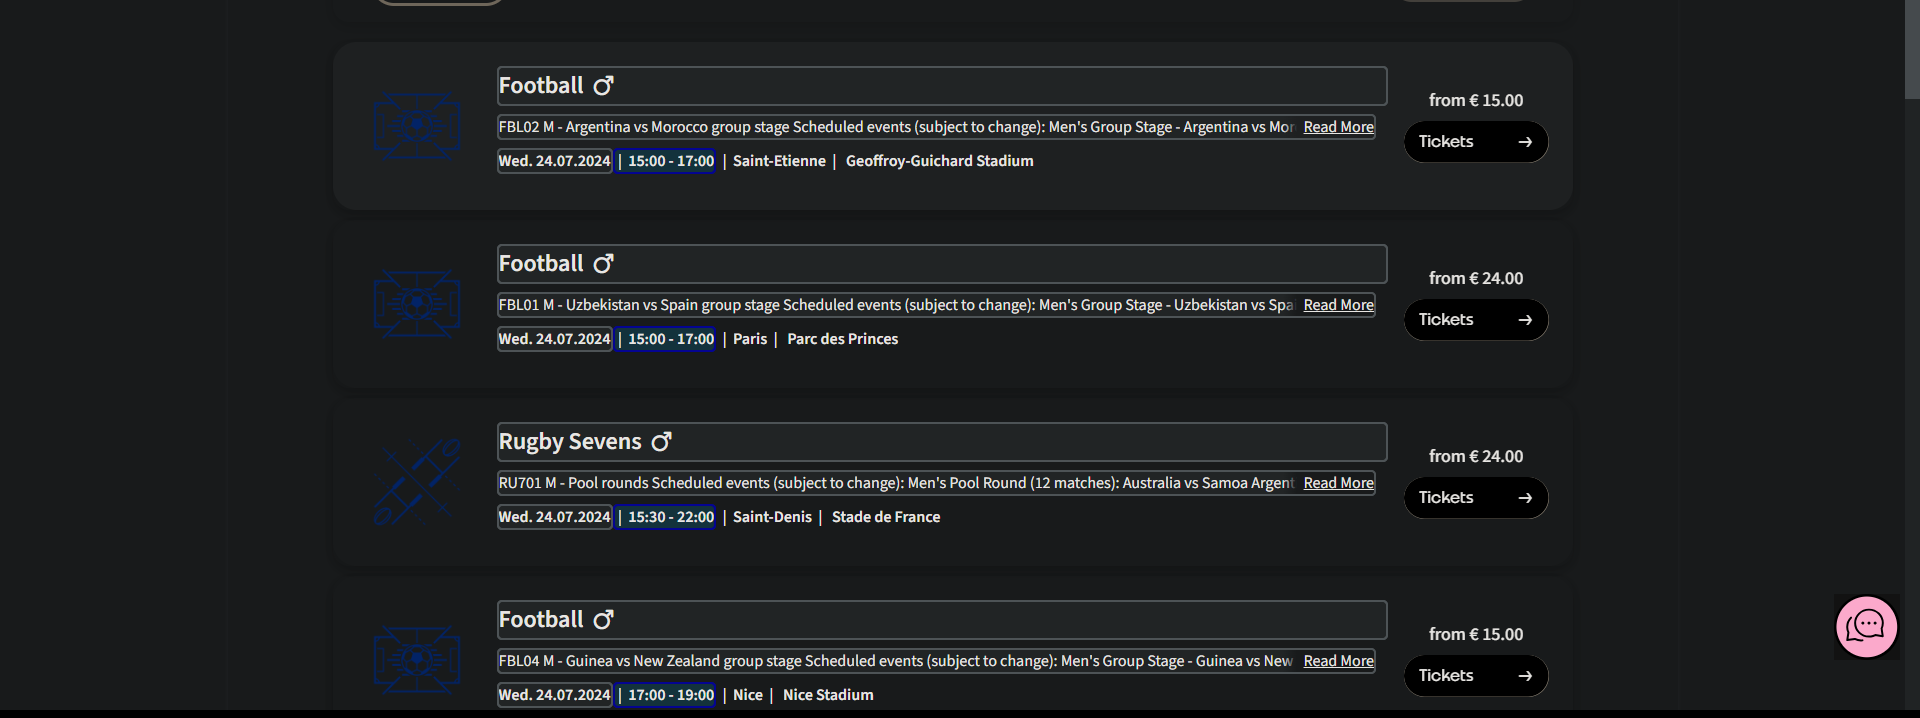 Football ♂
FBL02 M - Argentina vs Morocco group stage Scheduled events (subject to change): Men's Group Stage - Argentina vs Read More
Wed. 24.07.2024 | 15:00 - 17:00 | Saint-Etienne | Geoffroy-Guichard Stadium
from € 15.00
Tickets →
Football ♂
FBL01 M - Uzbekistan vs Spain group stage Scheduled events (subject to change): Men's Group Stage - Uzbekistan vs Read More
Wed. 24.07.2024 | 15:00 - 17:00 | Paris | Parc des Princes
from € 24.00
Tickets →
Rugby Sevens ♂
RU701 M - Pool rounds Scheduled events (subject to change): Men's Pool Round (12 matches): Australia vs Samoa Argent Read More
Wed. 24.07.2024 | 15:30 - 22:00 | Saint-Denis | Stade de France
from € 24.00
Tickets →
Football ♂
FBL04 M - Guinea vs New Zealand group stage Scheduled events (subject to change): Men's Group Stage - Guinea vs New Read More
Wed. 24.07.2024 | 17:00 - 19:00 | Nice | Nice Stadium
from € 15.00
Tickets →